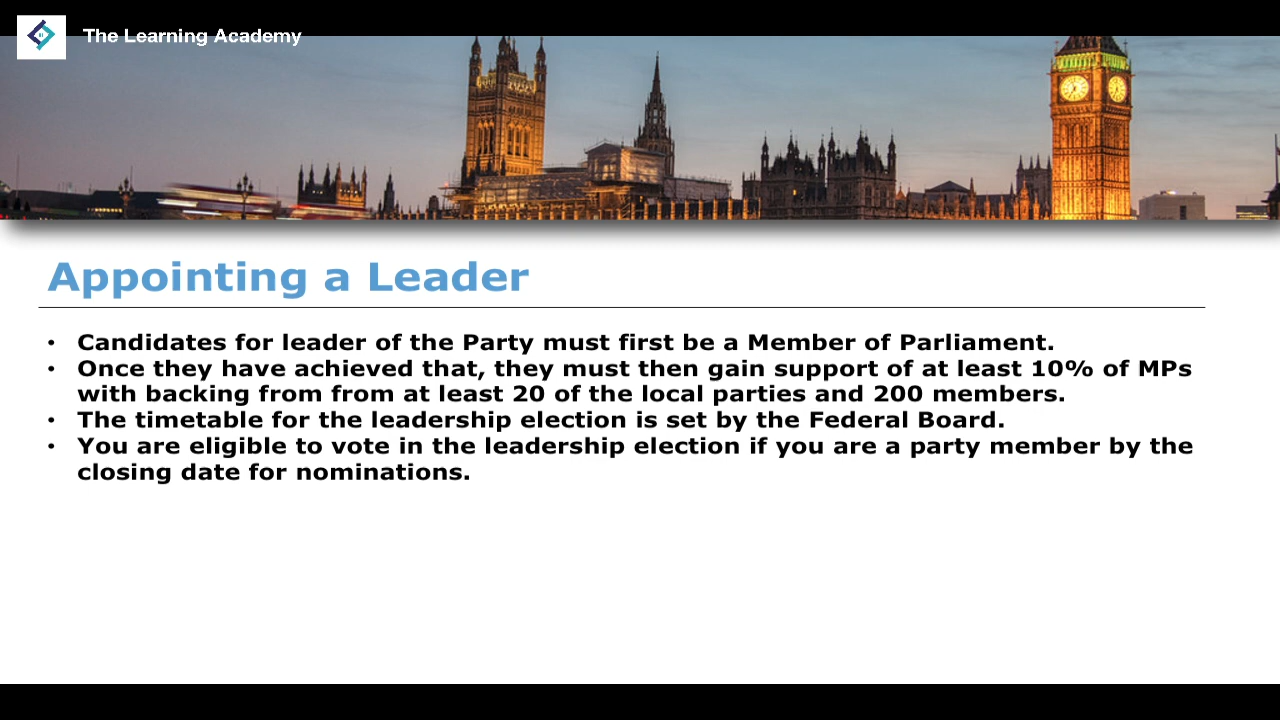 The Learning Academy
Appointing a Leader
• Candidates for leader of the Party must first be a Member of Parliament.
• Once they have achieved that, they must then gain support of at least 10% of MPs
with backing from from at least 20 of the local parties and 200 members.
• The timetable for the leadership election is set by the Federal Board.
• You are eligible to vote in the leadership election if you are a party member by the
closing date for nominations.